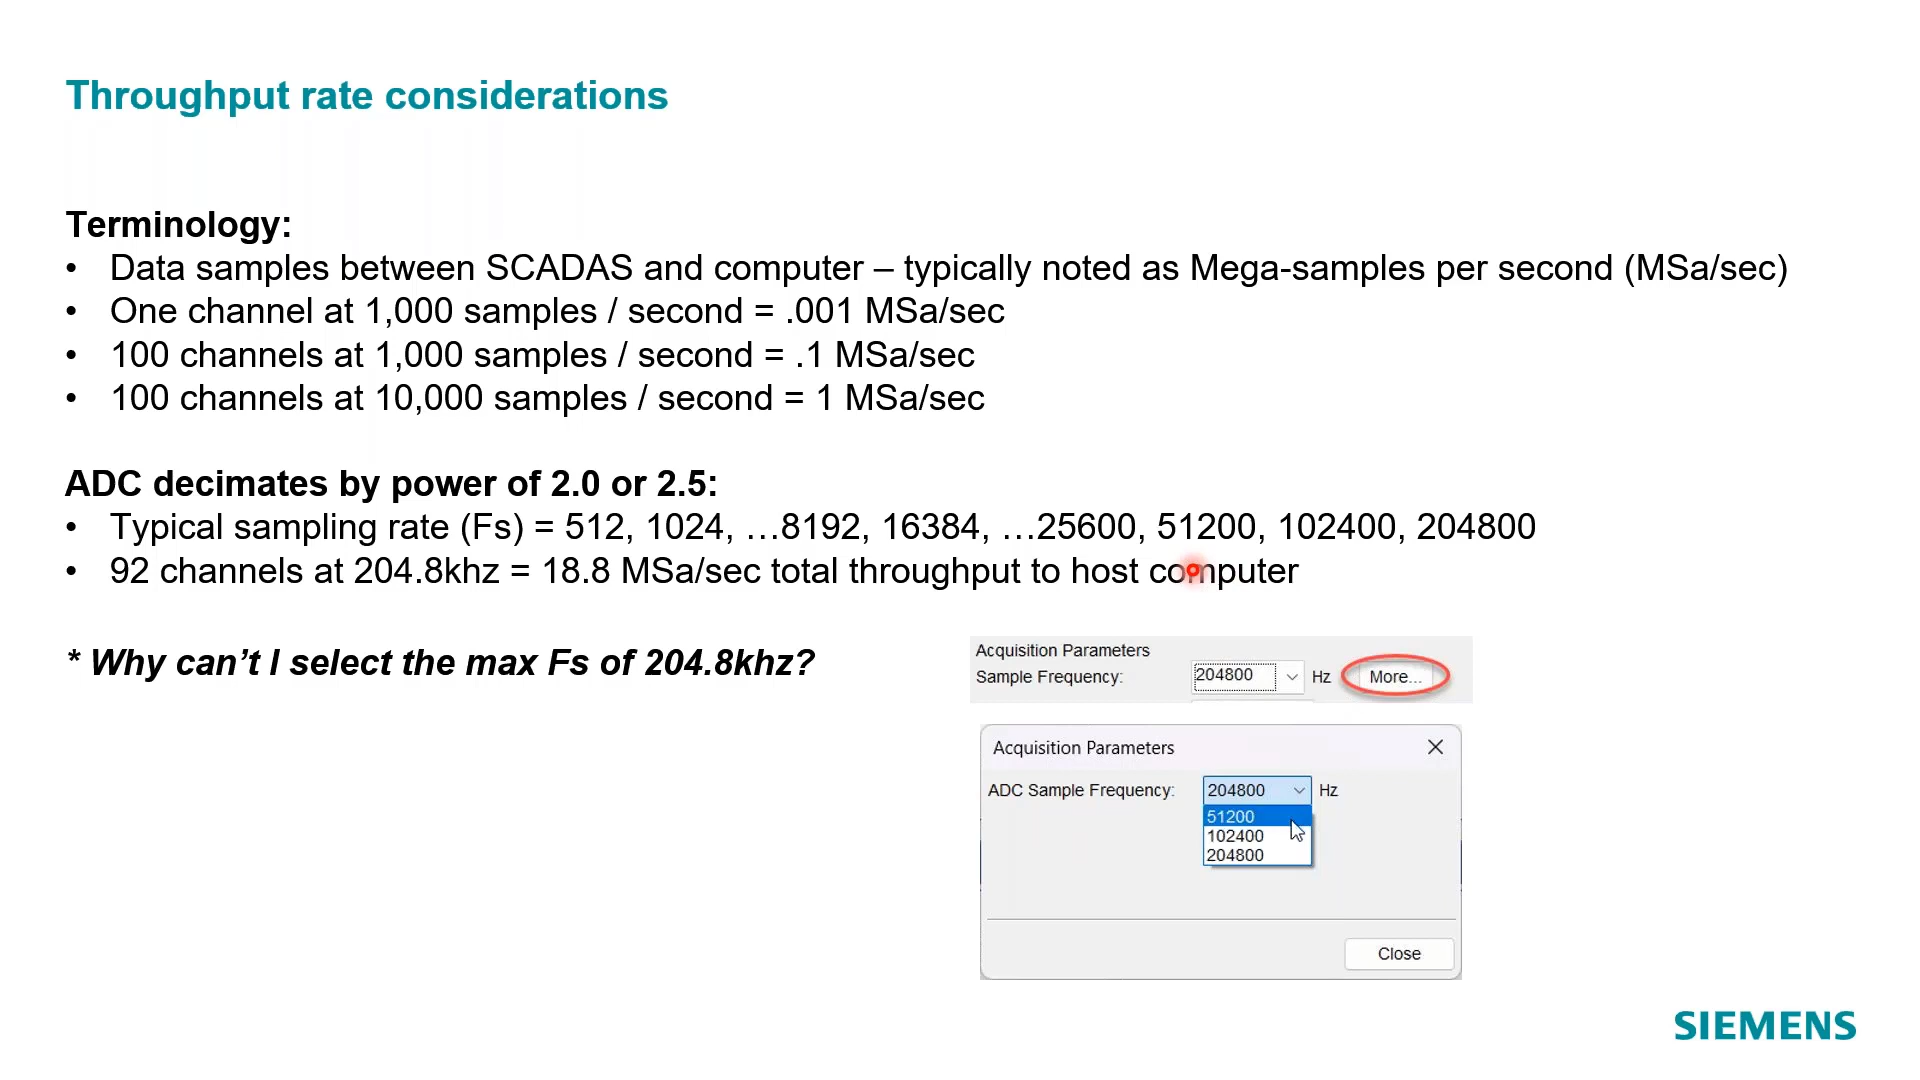 Throughput rate considerations
Terminology:
• Data samples between SCADAS and computer – typically noted as Mega-samples per second (MSa/sec)
• One channel at 1,000 samples / second = .001 MSa/sec
• 100 channels at 1,000 samples / second = .1 MSa/sec
• 100 channels at 10,000 samples / second = 1 MSa/sec
ADC decimates by power of 2.0 or 2.5:
• Typical sampling rate (Fs) = 512, 1024, …8192, 16384, …25600, 51200, 102400, 204800
• 92 channels at 204.8khz = 18.8 MSa/sec total throughput to host computer
* Why can’t I select the max Fs of 204.8khz?
Acquisition Parameters
Sample Frequency: 204800 Hz More...
Acquisition Parameters
ADC Sample Frequency: 204800 Hz
51200
102400
204800
Close
SIEMENS